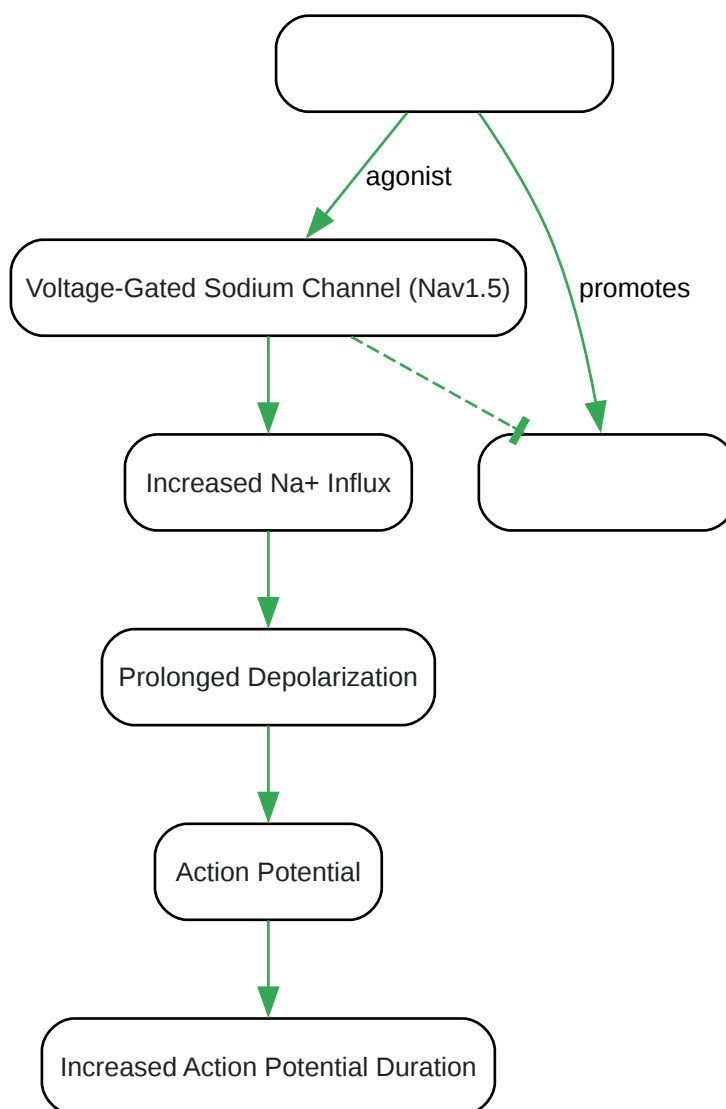 agonist
Voltage-Gated Sodium Channel (Nav1.5)
promotes
Increased Na+ Influx
Prolonged Depolarization
Action Potential
Increased Action Potential Duration